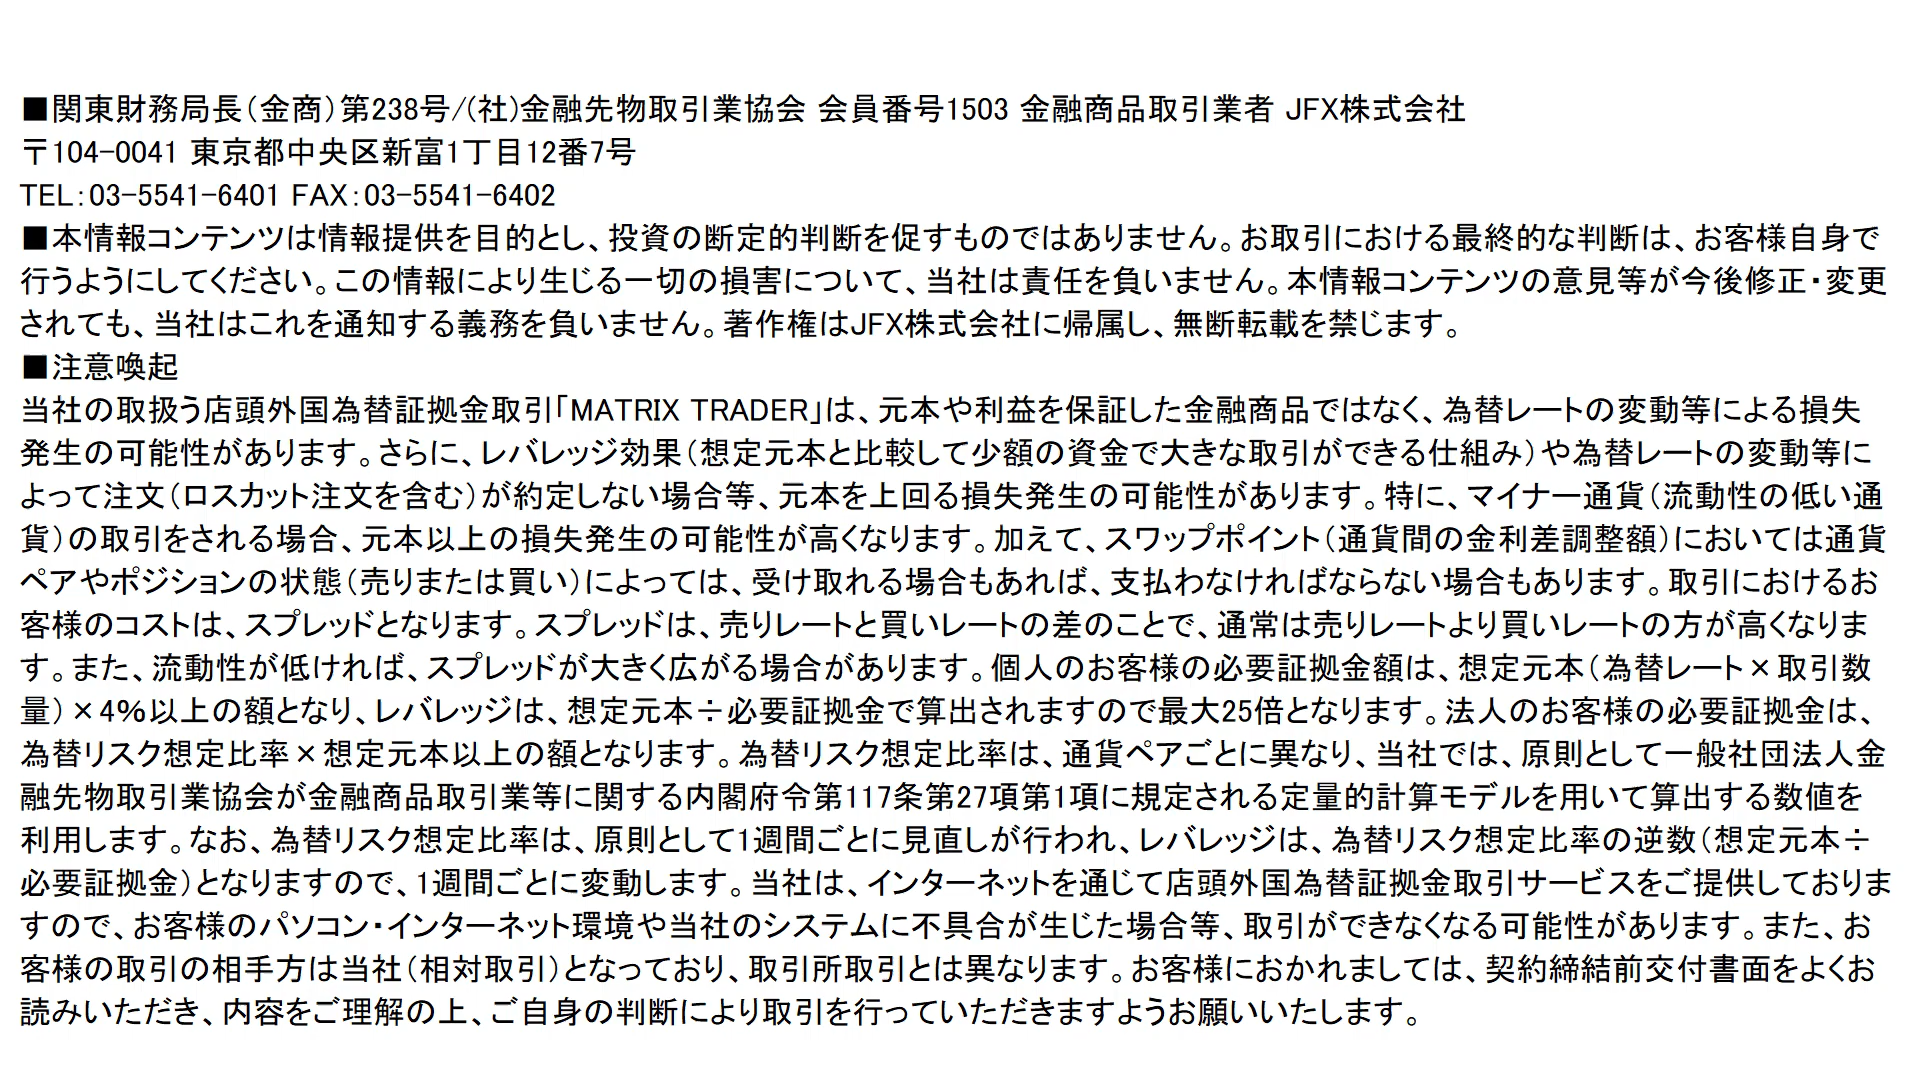 ■関東財務局長（金商）第238号/(社)金融先物取引業協会 会員番号1503 金融商品取引業者 JFX株式会社
〒104-0041 東京都中央区新富1丁目12番7号
TEL：03-5541-6401 FAX：03-5541-6402
■本情報コンテンツは情報提供を目的とし、投資の断定的判断を促すものではありません。お取引における最終的な判断は、お客様自身で
行うようにしてください。この情報により生じる一切の損害について、当社は責任を負いません。本情報コンテンツの意見等が今後修正・変更
されても、当社はこれを通知する義務を負いません。著作権はJFX株式会社に帰属し、無断転載を禁じます。
■注意喚起
当社の取扱う店頭外国為替証拠金取引「MATRIX TRADER」は、元本や利益を保証した金融商品ではなく、為替レートの変動等による損失
発生の可能性があります。さらに、レバレッジ効果（想定元本と比較して少額の資金で大きな取引ができる仕組み）や為替レートの変動等に
よって注文（ロスカット注文を含む）が約定しない場合等、元本を上回る損失発生の可能性があります。特に、マイナー通貨（流動性の低い通
貨）の取引をされる場合、元本以上の損失発生の可能性が高くなります。加えて、スワップポイント（通貨間の金利差調整額）においては通貨
ペアやポジションの状態（売りまたは買い）によっては、受け取れる場合もあれば、支払わなければならない場合もあります。取引におけるお
客様のコストは、スプレッドとなります。スプレッドは、売りレートと買いレートの差のことで、通常は売りレートより買いレートの方が高くなりま
す。また、流動性が低ければ、スプレッドが大きく広がる場合があります。個人のお客様の必要証拠金額は、想定元本（為替レート×取引数
量）×4％以上の額となり、レバレッジは、想定元本÷必要証拠金で算出されますので最大25倍となります。法人のお客様の必要証拠金は、
為替リスク想定比率×想定元本以上の額となります。為替リスク想定比率は、通貨ペアごとに異なり、当社では、原則として一般社団法人金
融先物取引業協会が金融商品取引業等に関する内閣府令第117条第27項第1項に規定される定量的計算モデルを用いて算出する数値を
利用します。なお、為替リスク想定比率は、原則として1週間ごとに見直しが行われ、レバレッジは、為替リスク想定比率の逆数（想定元本÷
必要証拠金）となりますので、1週間ごとに変動します。当社は、インターネットを通じて店頭外国為替証拠金取引サービスをご提供しておりま
すので、お客様のパソコン・インターネット環境や当社のシステムに不具合が生じた場合等、取引ができなくなる可能性があります。また、お
客様の取引の相手方は当社（相対取引）となっており、取引所取引とは異なります。お客様におかれましては、契約締結前交付書面をよくお
読みいただき、内容をご理解の上、ご自身の判断により取引を行っていただきますようお願いいたします。